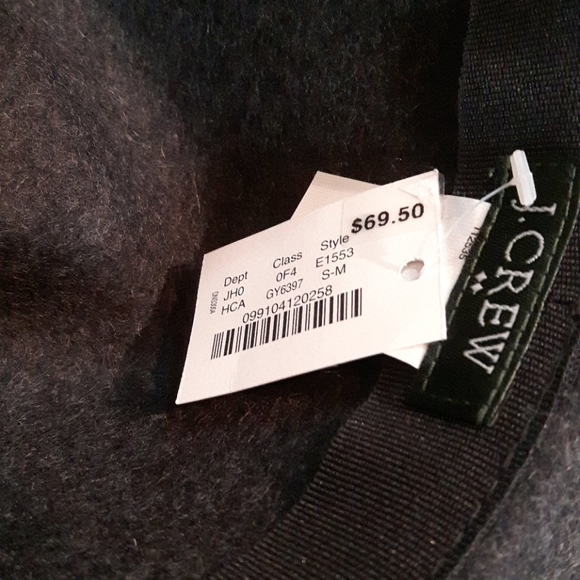 $69.50
Dept Class Style
JH0 0F4 E1553
HCA GY6397 S-M
099104120258
J.CREW